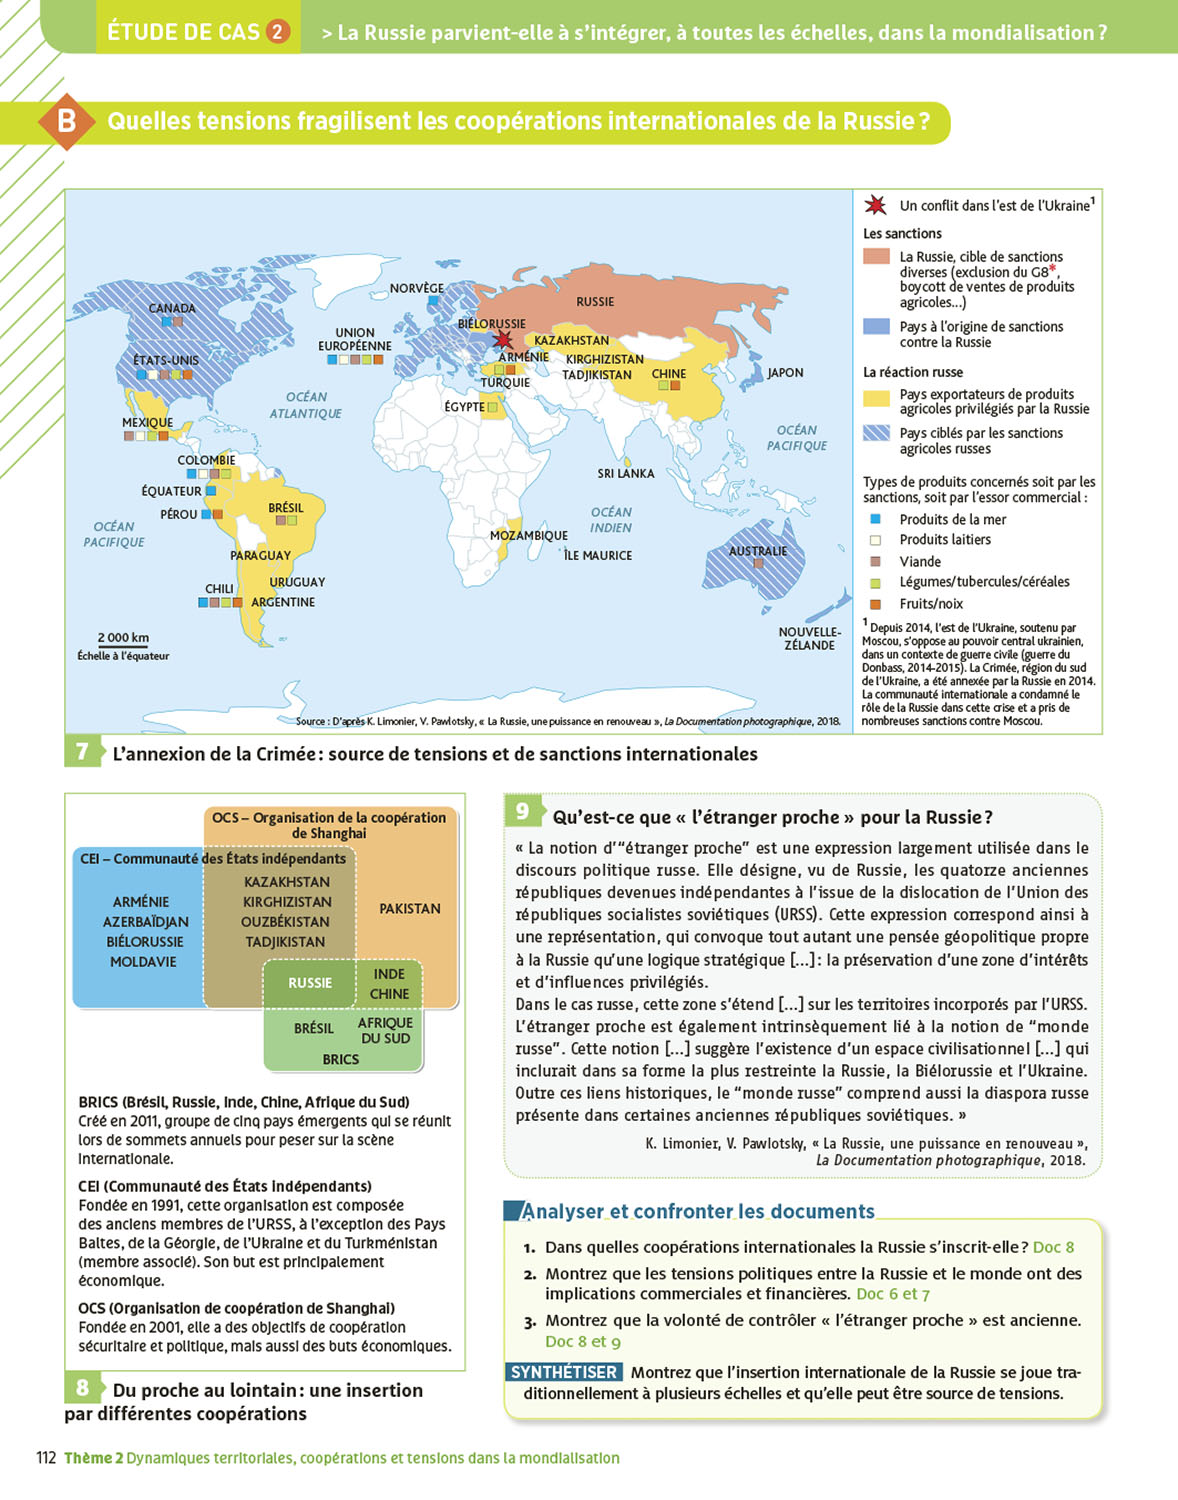 ÉTUDE DE CAS 2 > La Russie parvient-elle à s'intégrer, à toutes les échelles, dans la mondialisation ?
B Quelles tensions fragilisent les coopérations internationales de la Russie ?
NORVÈGE
CANADA
RUSSIE
BIÉLORUSSIE
UNION
EUROPÉENNE
KAZAKHSTAN
ÉTATS-UNIS
ARMÉNIE
KIRGHIZISTAN
TURQUIE
TADJIKISTAN
CHINE
JAPON
OCÉAN
ATLANTIQUE
ÉGYPTE
MEXIQUE
OCÉAN
PACIFIQUE
COLOMBIE
SRI LANKA
ÉQUATEUR
PÉROU
BRÉSIL
OCÉAN
PACIFIQUE
OCÉAN
INDIEN
MOZAMBIQUE
ÎLE MAURICE
AUSTRALIE
PARAGUAY
URUGUAY
CHILI
ARGENTINE
NOUVELLE-
ZÉLANDE
2 000 km
Échelle à l'équateur
Source : D'après K. Limonier, V. Pawlotsky, « La Russie, une puissance en renouveau », La Documentation photographique, 2018.
Un conflit dans l'est de l'Ukraine1
Les sanctions
La Russie, cible de sanctions
diverses (exclusion du G8*,
boycott de ventes de produits
agricoles...)
Pays à l'origine de sanctions
contre la Russie
La réaction russe
Pays exportateurs de produits
agricoles privilégiés par la Russie
Pays ciblés par les sanctions
agricoles russes
Types de produits concernés soit par les
sanctions, soit par l'essor commercial :
Produits de la mer
Produits laitiers
Viande
Légumes/tubercules/céréales
Fruits/noix
1 Depuis 2014, l'est de l'Ukraine, soutenu par
Moscou, s'oppose au pouvoir central ukrainien,
dans un contexte de guerre civile (guerre du
Donbass, 2014-2015). La Crimée, région du sud
de l'Ukraine, a été annexée par la Russie en 2014.
La communauté internationale a condamné le
rôle de la Russie dans cette crise et a pris de
nombreuses sanctions contre Moscou.
7 L'annexion de la Crimée : source de tensions et de sanctions internationales
OCS – Organisation de la coopération
de Shanghai
CEI – Communauté des États indépendants
ARMÉNIE
AZERBAÏDJAN
BIÉLORUSSIE
MOLDAVIE
KAZAKHSTAN
KIRGHIZISTAN
OUZBÉKISTAN
TADJIKISTAN
PAKISTAN
RUSSIE
INDE
CHINE
BRÉSIL
AFRIQUE
DU SUD
BRICS
BRICS (Brésil, Russie, Inde, Chine, Afrique du Sud)
Créé en 2011, groupe de cinq pays émergents qui se réunit
lors de sommets annuels pour peser sur la scène
internationale.
CEI (Communauté des États indépendants)
Fondée en 1991, cette organisation est composée
des anciens membres de l'URSS, à l'exception des Pays
Baltes, de la Géorgie, de l'Ukraine et du Turkménistan
(membre associé). Son but est principalement
économique.
OCS (Organisation de coopération de Shanghai)
Fondée en 2001, elle a des objectifs de coopération
sécuritaire et politique, mais aussi des buts économiques.
8 Du proche au lointain : une insertion
par différentes coopérations
9 Qu'est-ce que « l'étranger proche » pour la Russie ?
« La notion d'“étranger proche” est une expression largement utilisée dans le
discours politique russe. Elle désigne, vu de Russie, les quatorze anciennes
républiques devenues indépendantes à l'issue de la dislocation de l'Union des
républiques socialistes soviétiques (URSS). Cette expression correspond ainsi à
une représentation, qui convoque tout autant une pensée géopolitique propre
à la Russie qu'une logique stratégique [...] : la préservation d'une zone d'intérêts
et d'influences privilégiés.
Dans le cas russe, cette zone s'étend [...] sur les territoires incorporés par l'URSS.
L'étranger proche est également intrinsèquement lié à la notion de “monde
russe”. Cette notion [...] suggère l'existence d'un espace civilisationnel [...] qui
inclurait dans sa forme la plus restreinte la Russie, la Biélorussie et l'Ukraine.
Outre ces liens historiques, le “monde russe” comprend aussi la diaspora russe
présente dans certaines anciennes républiques soviétiques. »
K. Limonier, V. Pawlotsky, « La Russie, une puissance en renouveau »,
La Documentation photographique, 2018.
Analyser et confronter les documents
1. Dans quelles coopérations internationales la Russie s'inscrit-elle ? Doc 8
2. Montrez que les tensions politiques entre la Russie et le monde ont des
implications commerciales et financières. Doc 6 et 7
3. Montrez que la volonté de contrôler « l'étranger proche » est ancienne.
Doc 8 et 9
SYNTHÉTISER Montrez que l'insertion internationale de la Russie se joue tra-
ditionnellement à plusieurs échelles et qu'elle peut être source de tensions.
112 Thème 2 Dynamiques territoriales, coopérations et tensions dans la mondialisation